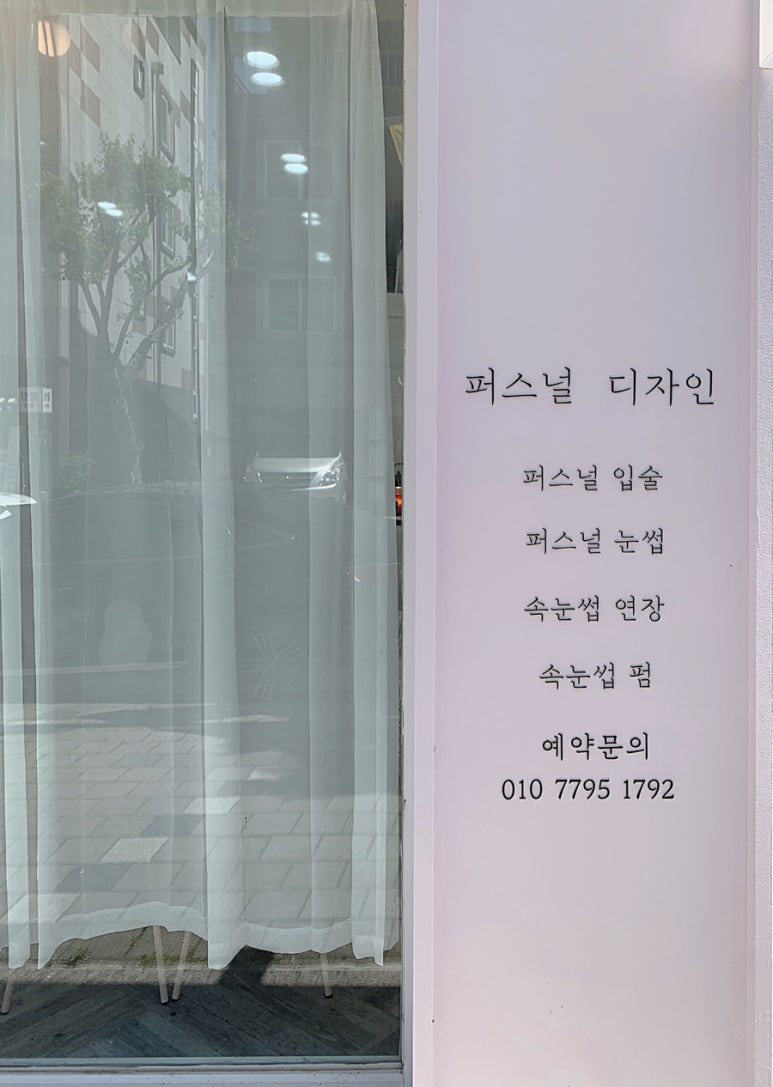 퍼스널 디자인
퍼스널 입술
퍼스널 눈썹
속눈썹 연장
속눈썹 펌
예약문의
010 7795 1792